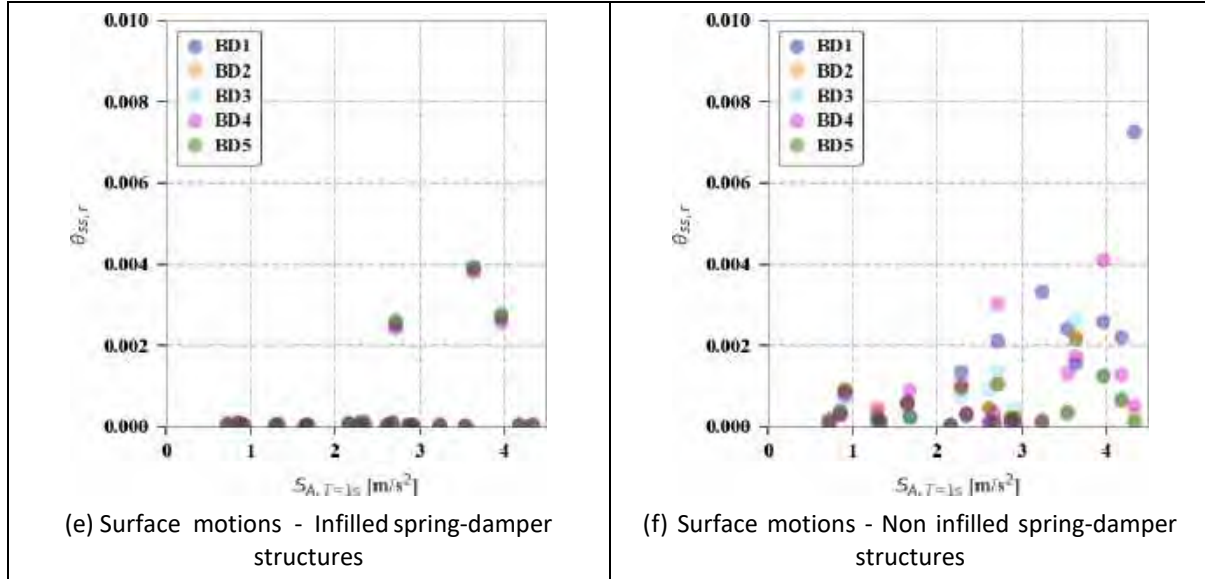 0.010
0.008
0.006
0.004
0.002
0.000
θss,r
BD1
BD2
BD3
BD4
BD5
0 1 2 3 4
SA,T=1s [m/s²]
(e) Surface motions - Infilled spring-damper
structures
0.010
0.008
0.006
0.004
0.002
0.000
θss,r
BD1
BD2
BD3
BD4
BD5
0 1 2 3 4
SA,T=1s [m/s²]
(f) Surface motions - Non infilled spring-damper
structures